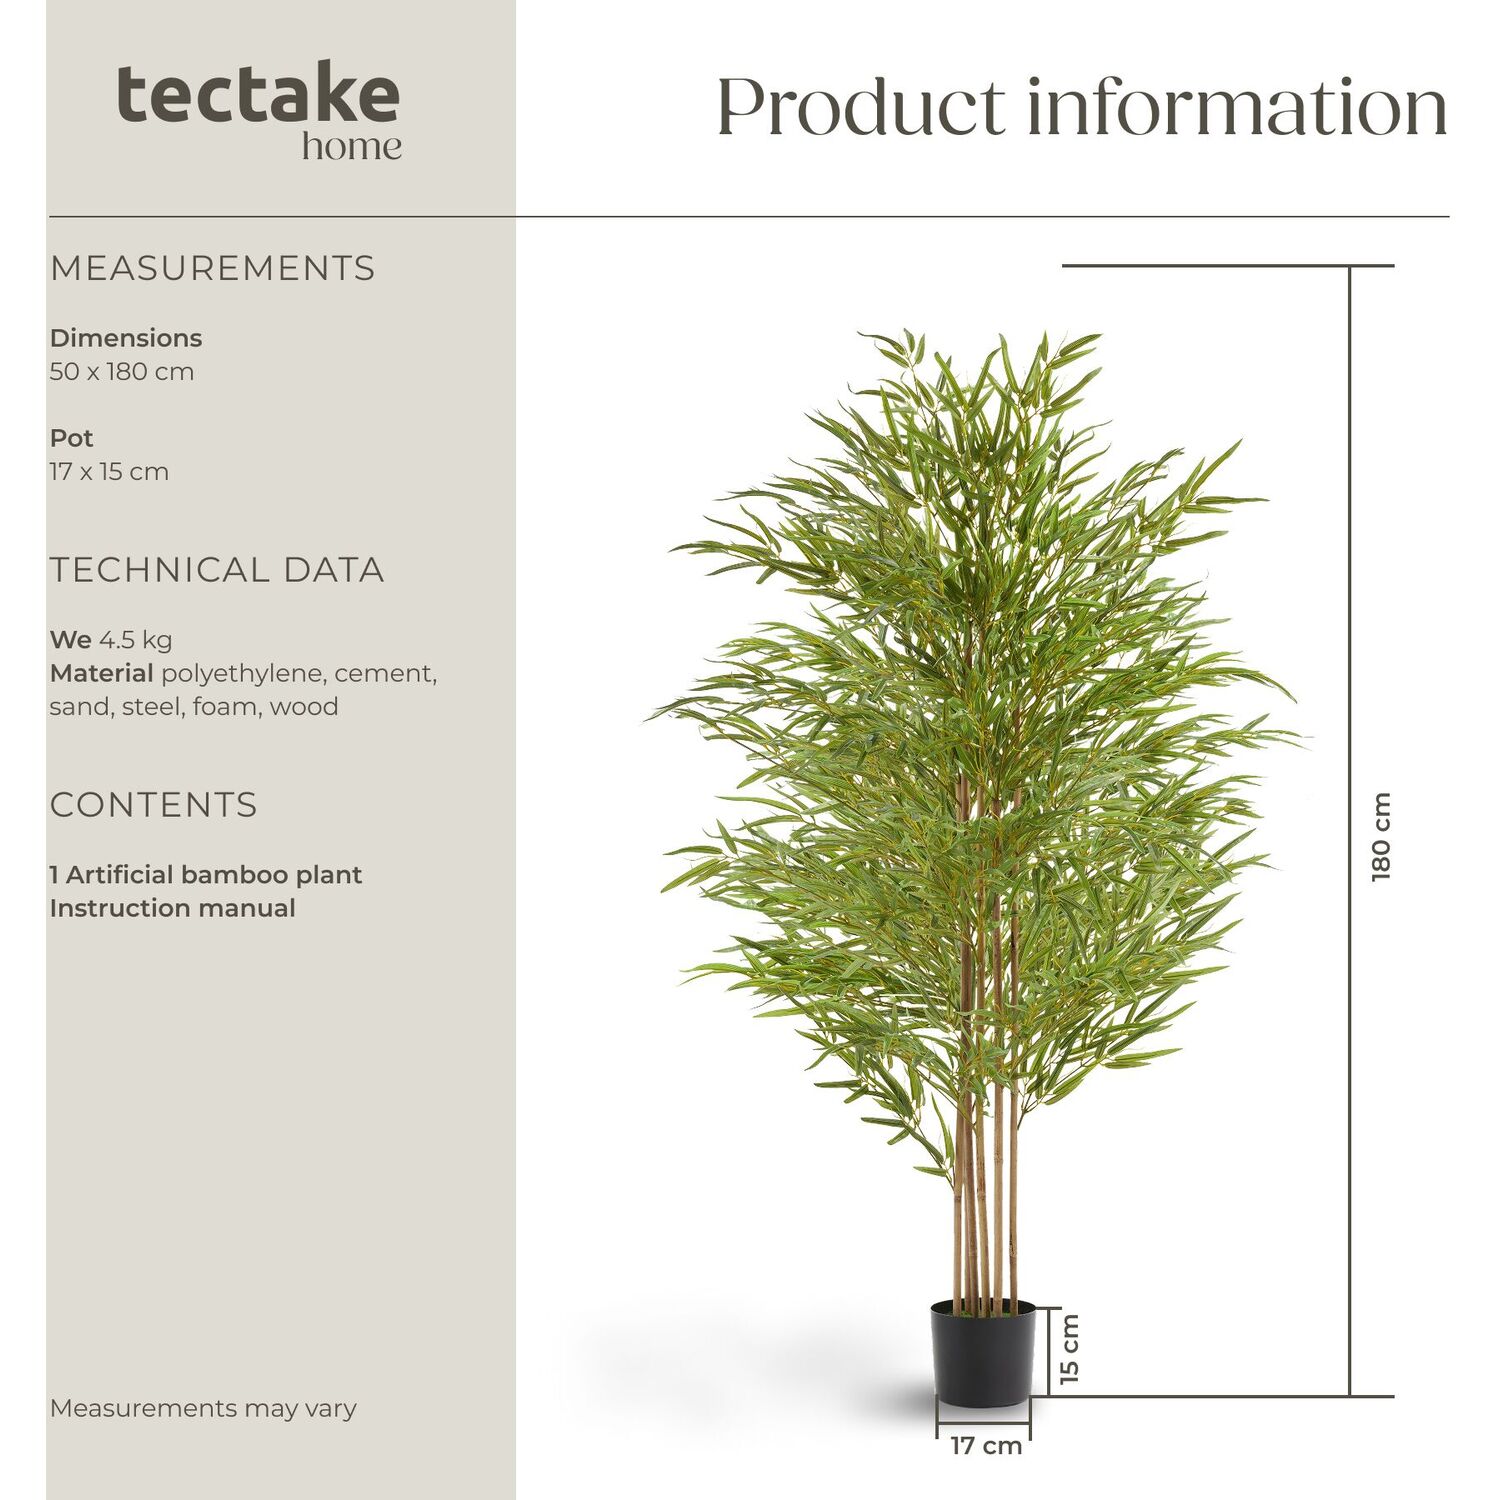 tectake
home
Product information
MEASUREMENTS
Dimensions
50 x 180 cm
Pot
17 x 15 cm
TECHNICAL DATA
We 4.5 kg
Material polyethylene, cement,
sand, steel, foam, wood
CONTENTS
1 Artificial bamboo plant
Instruction manual
Measurements may vary
180 cm
15 cm
17 cm